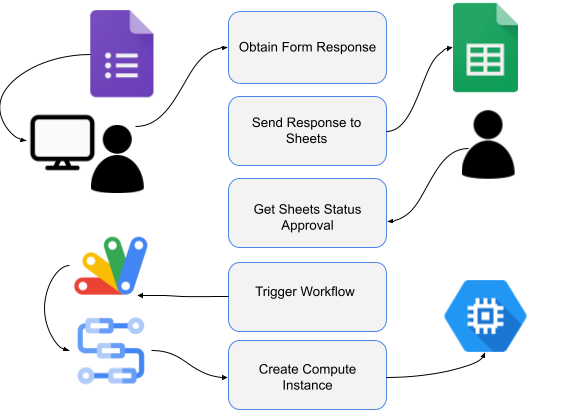 Obtain Form Response
Send Response to
Sheets
Get Sheets Status
Approval
Trigger Workflow
Create Compute
Instance